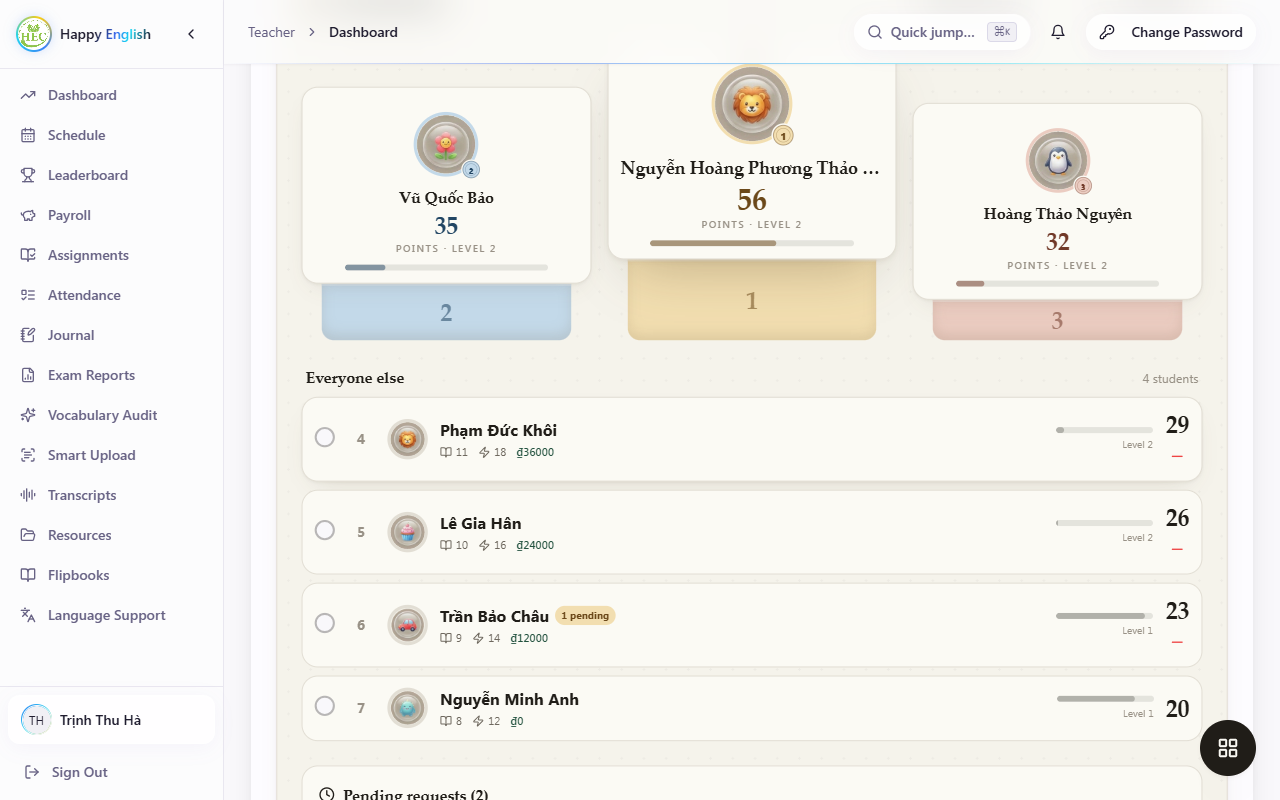 HEC
Happy English
Dashboard
Schedule
Leaderboard
Payroll
Assignments
Attendance
Journal
Exam Reports
Vocabulary Audit
Smart Upload
Transcripts
Resources
Flipbooks
Language Support
TH
Trịnh Thu Hà
Sign Out
Teacher
Dashboard
Quick jump...
⌘K
Change Password
2
Vũ Quốc Bảo
35
POINTS · LEVEL 2
2
1
Nguyễn Hoàng Phương Thảo ...
56
POINTS · LEVEL 2
1
3
Hoàng Thảo Nguyên
32
POINTS · LEVEL 2
3
Everyone else
4 students
4
Phạm Đức Khôi
11 18 ₫36000
Level 2
29
—
5
Lê Gia Hân
10 16 ₫24000
Level 2
26
—
6
Trần Bảo Châu 1 pending
9 14 ₫12000
Level 1
23
—
7
Nguyễn Minh Anh
8 12 ₫0
Level 1
20
Pending requests (2)